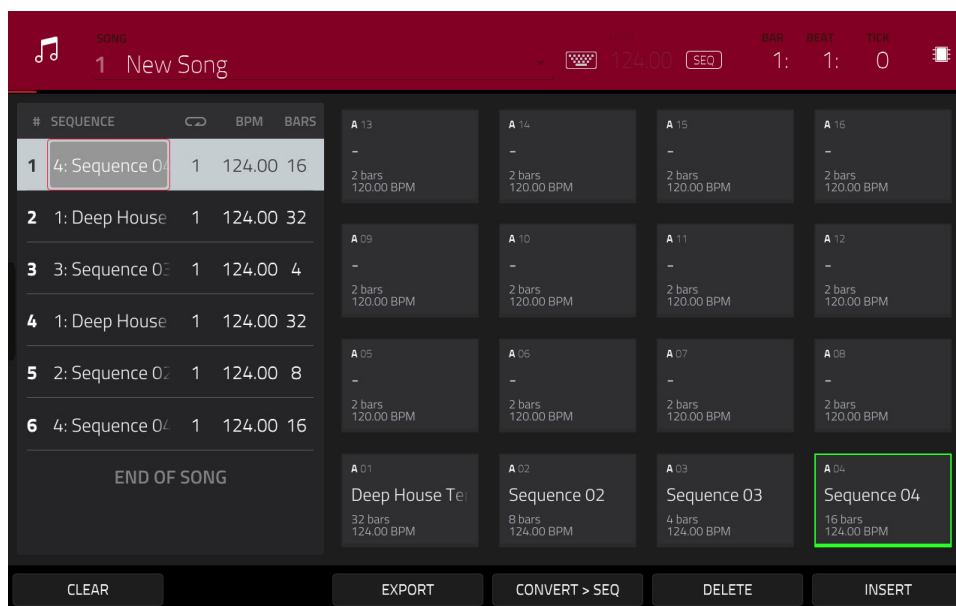 SONG
BAR BEAT TICK
1 New Song
124.00 SEQ 1: 1: 0
# SEQUENCE BPM BARS
1 4: Sequence 04 1 124.00 16
2 1: Deep House 1 124.00 32
3 3: Sequence 03 1 124.00 4
4 1: Deep House 1 124.00 32
5 2: Sequence 02 1 124.00 8
6 4: Sequence 04 1 124.00 16
END OF SONG
A 13 A 14 A 15 A 16
- - - -
2 bars 2 bars 2 bars 2 bars
120.00 BPM 120.00 BPM 120.00 BPM 120.00 BPM
A 09 A 10 A 11 A 12
- - - -
2 bars 2 bars 2 bars 2 bars
120.00 BPM 120.00 BPM 120.00 BPM 120.00 BPM
A 05 A 06 A 07 A 08
- - - -
2 bars 2 bars 2 bars 2 bars
120.00 BPM 120.00 BPM 120.00 BPM 120.00 BPM
A 01 A 02 A 03 A 04
Deep House Te Sequence 02 Sequence 03 Sequence 04
32 bars 8 bars 4 bars 16 bars
124.00 BPM 124.00 BPM 124.00 BPM 124.00 BPM
CLEAR EXPORT CONVERT > SEQ DELETE INSERT